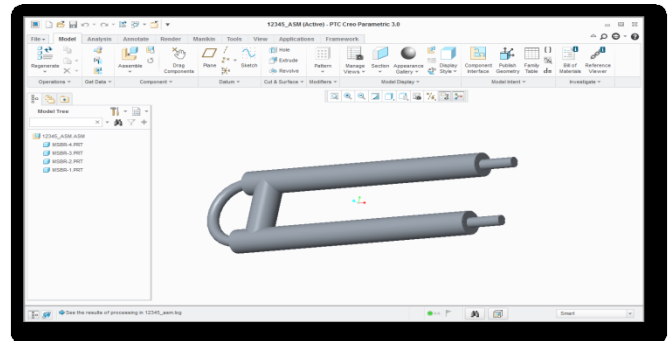 12345_ASM (Active) - PTC Creo Parametric 3.0
File Model Analysis Annotate Render Manikin Tools View Applications Framework
Regenerate Assemble Drag Components Plane Sketch Hole Extrude Revolve Pattern Manage Views Section Appearance Gallery Display Style Component Interface Publish Geometry Family Table d= Bill of Materials Reference Viewer
Operations Get Data Component Datum Cut & Surface Modifiers Model Display Model Intent Investigate
Model Tree
12345_ASM.ASM
MSBR-4.PRT
MSBR-3.PRT
MSBR-2.PRT
MSBR-1.PRT
See the results of processing in 12345_asm.log
Smart